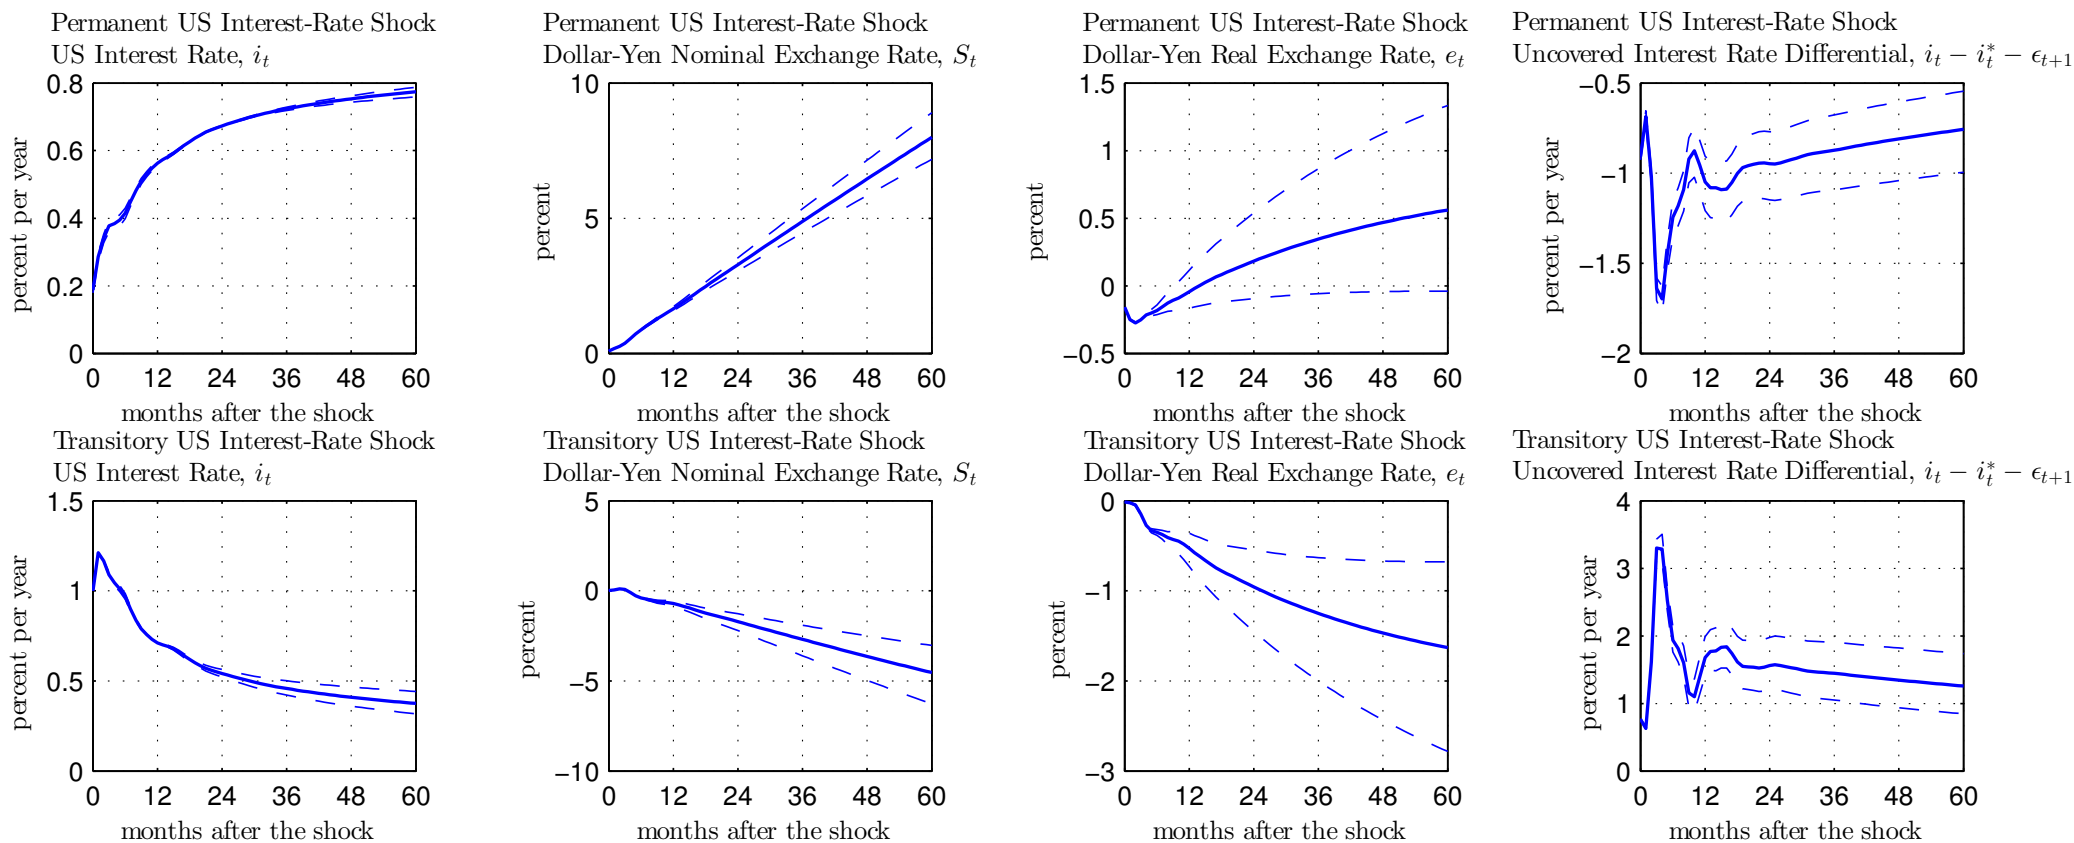 Permanent US Interest-Rate Shock
US Interest Rate, i_t
0.8
0.6
0.4
0.2
0
percent per year
0 12 24 36 48 60
months after the shock
Permanent US Interest-Rate Shock
Dollar-Yen Nominal Exchange Rate, S_t
10
5
0
percent
0 12 24 36 48 60
months after the shock
Permanent US Interest-Rate Shock
Dollar-Yen Real Exchange Rate, e_t
1.5
1
0.5
0
−0.5
percent
0 12 24 36 48 60
months after the shock
Permanent US Interest-Rate Shock
Uncovered Interest Rate Differential, i_t − i_t^* − ϵ_{t+1}
−0.5
−1
−1.5
−2
percent per year
0 12 24 36 48 60
months after the shock
Transitory US Interest-Rate Shock
US Interest Rate, i_t
1.5
1
0.5
0
percent per year
0 12 24 36 48 60
months after the shock
Transitory US Interest-Rate Shock
Dollar-Yen Nominal Exchange Rate, S_t
5
0
−5
−10
percent
0 12 24 36 48 60
months after the shock
Transitory US Interest-Rate Shock
Dollar-Yen Real Exchange Rate, e_t
0
−1
−2
−3
percent
0 12 24 36 48 60
months after the shock
Transitory US Interest-Rate Shock
Uncovered Interest Rate Differential, i_t − i_t^* − ϵ_{t+1}
4
3
2
1
0
percent per year
0 12 24 36 48 60
months after the shock